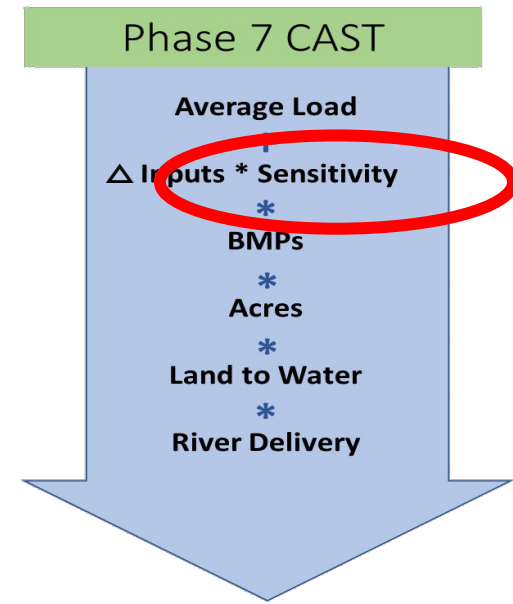 Phase 7 CAST
Average Load
+
△ Inputs * Sensitivity
*
BMPs
*
Acres
*
Land to Water
*
River Delivery